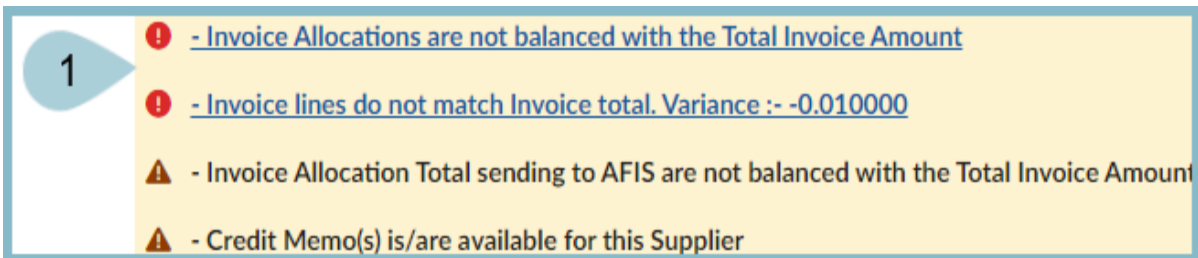 1
- Invoice Allocations are not balanced with the Total Invoice Amount
- Invoice lines do not match Invoice total. Variance :- -0.010000
- Invoice Allocation Total sending to AFIS are not balanced with the Total Invoice Amount
- Credit Memo(s) is/are available for this Supplier